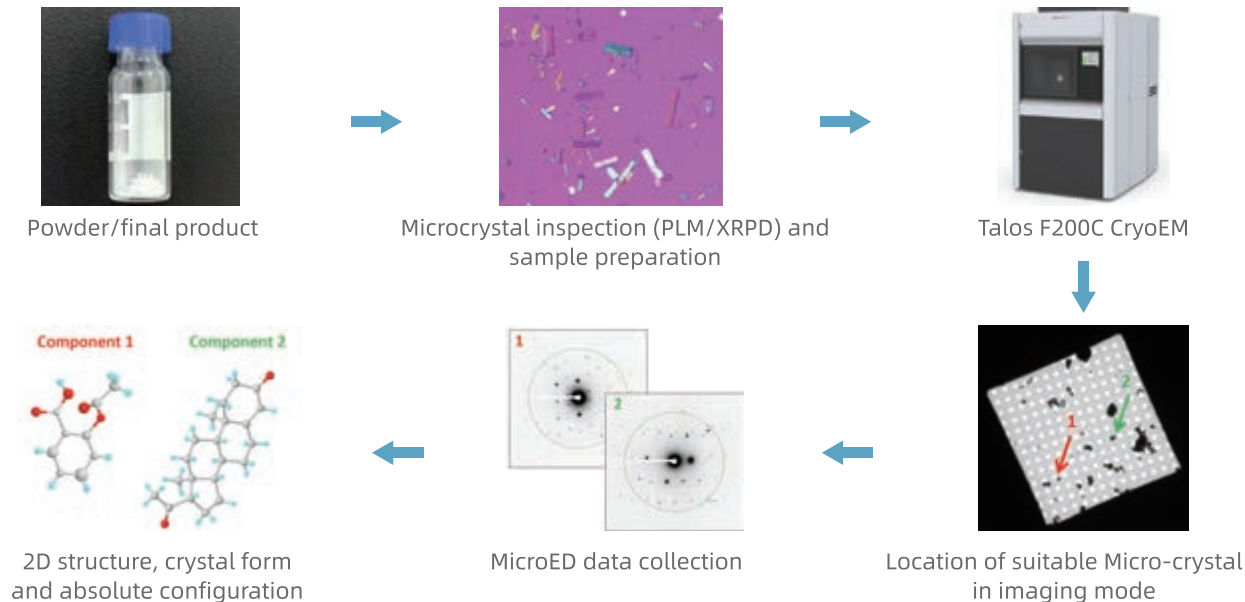 Powder/final product
Microcrystal inspection (PLM/XRPD) and
sample preparation
Talos F200C CryoEM
Component 1
Component 2
1
2
1
2
2D structure, crystal form
and absolute configuration
MicroED data collection
Location of suitable Micro-crystal
in imaging mode